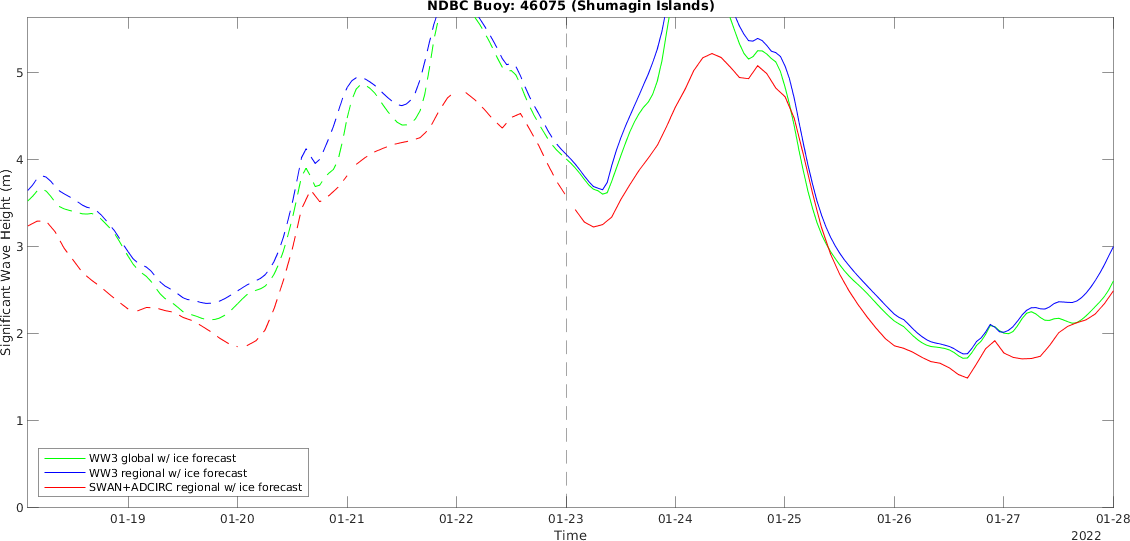 NDBC Buoy: 46075 (Shumagin Islands)
Significant Wave Height (m)
5
4
3
2
1
0
WW3 global w/ ice forecast
WW3 regional w/ ice forecast
SWAN+ADCIRC regional w/ ice forecast
01-19 01-20 01-21 01-22 01-23 01-24 01-25 01-26 01-27 01-28
Time
2022